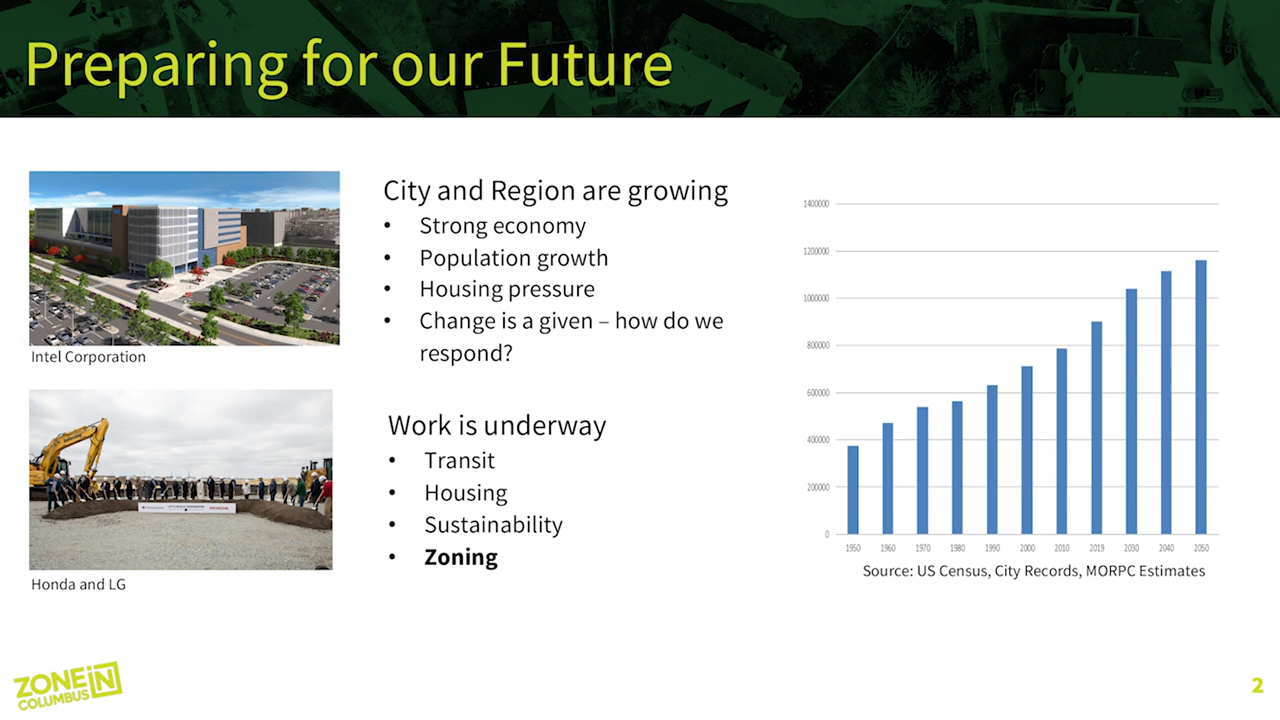 Preparing for our Future
Intel Corporation
Honda and LG
City and Region are growing
• Strong economy
• Population growth
• Housing pressure
• Change is a given – how do we
respond?
Work is underway
• Transit
• Housing
• Sustainability
• Zoning
1400000
1200000
1000000
800000
600000
400000
200000
0
1950 1960 1970 1980 1990 2000 2010 2019 2030 2040 2050
Source: US Census, City Records, MORPC Estimates
ZONE iN
COLUMBUS
2